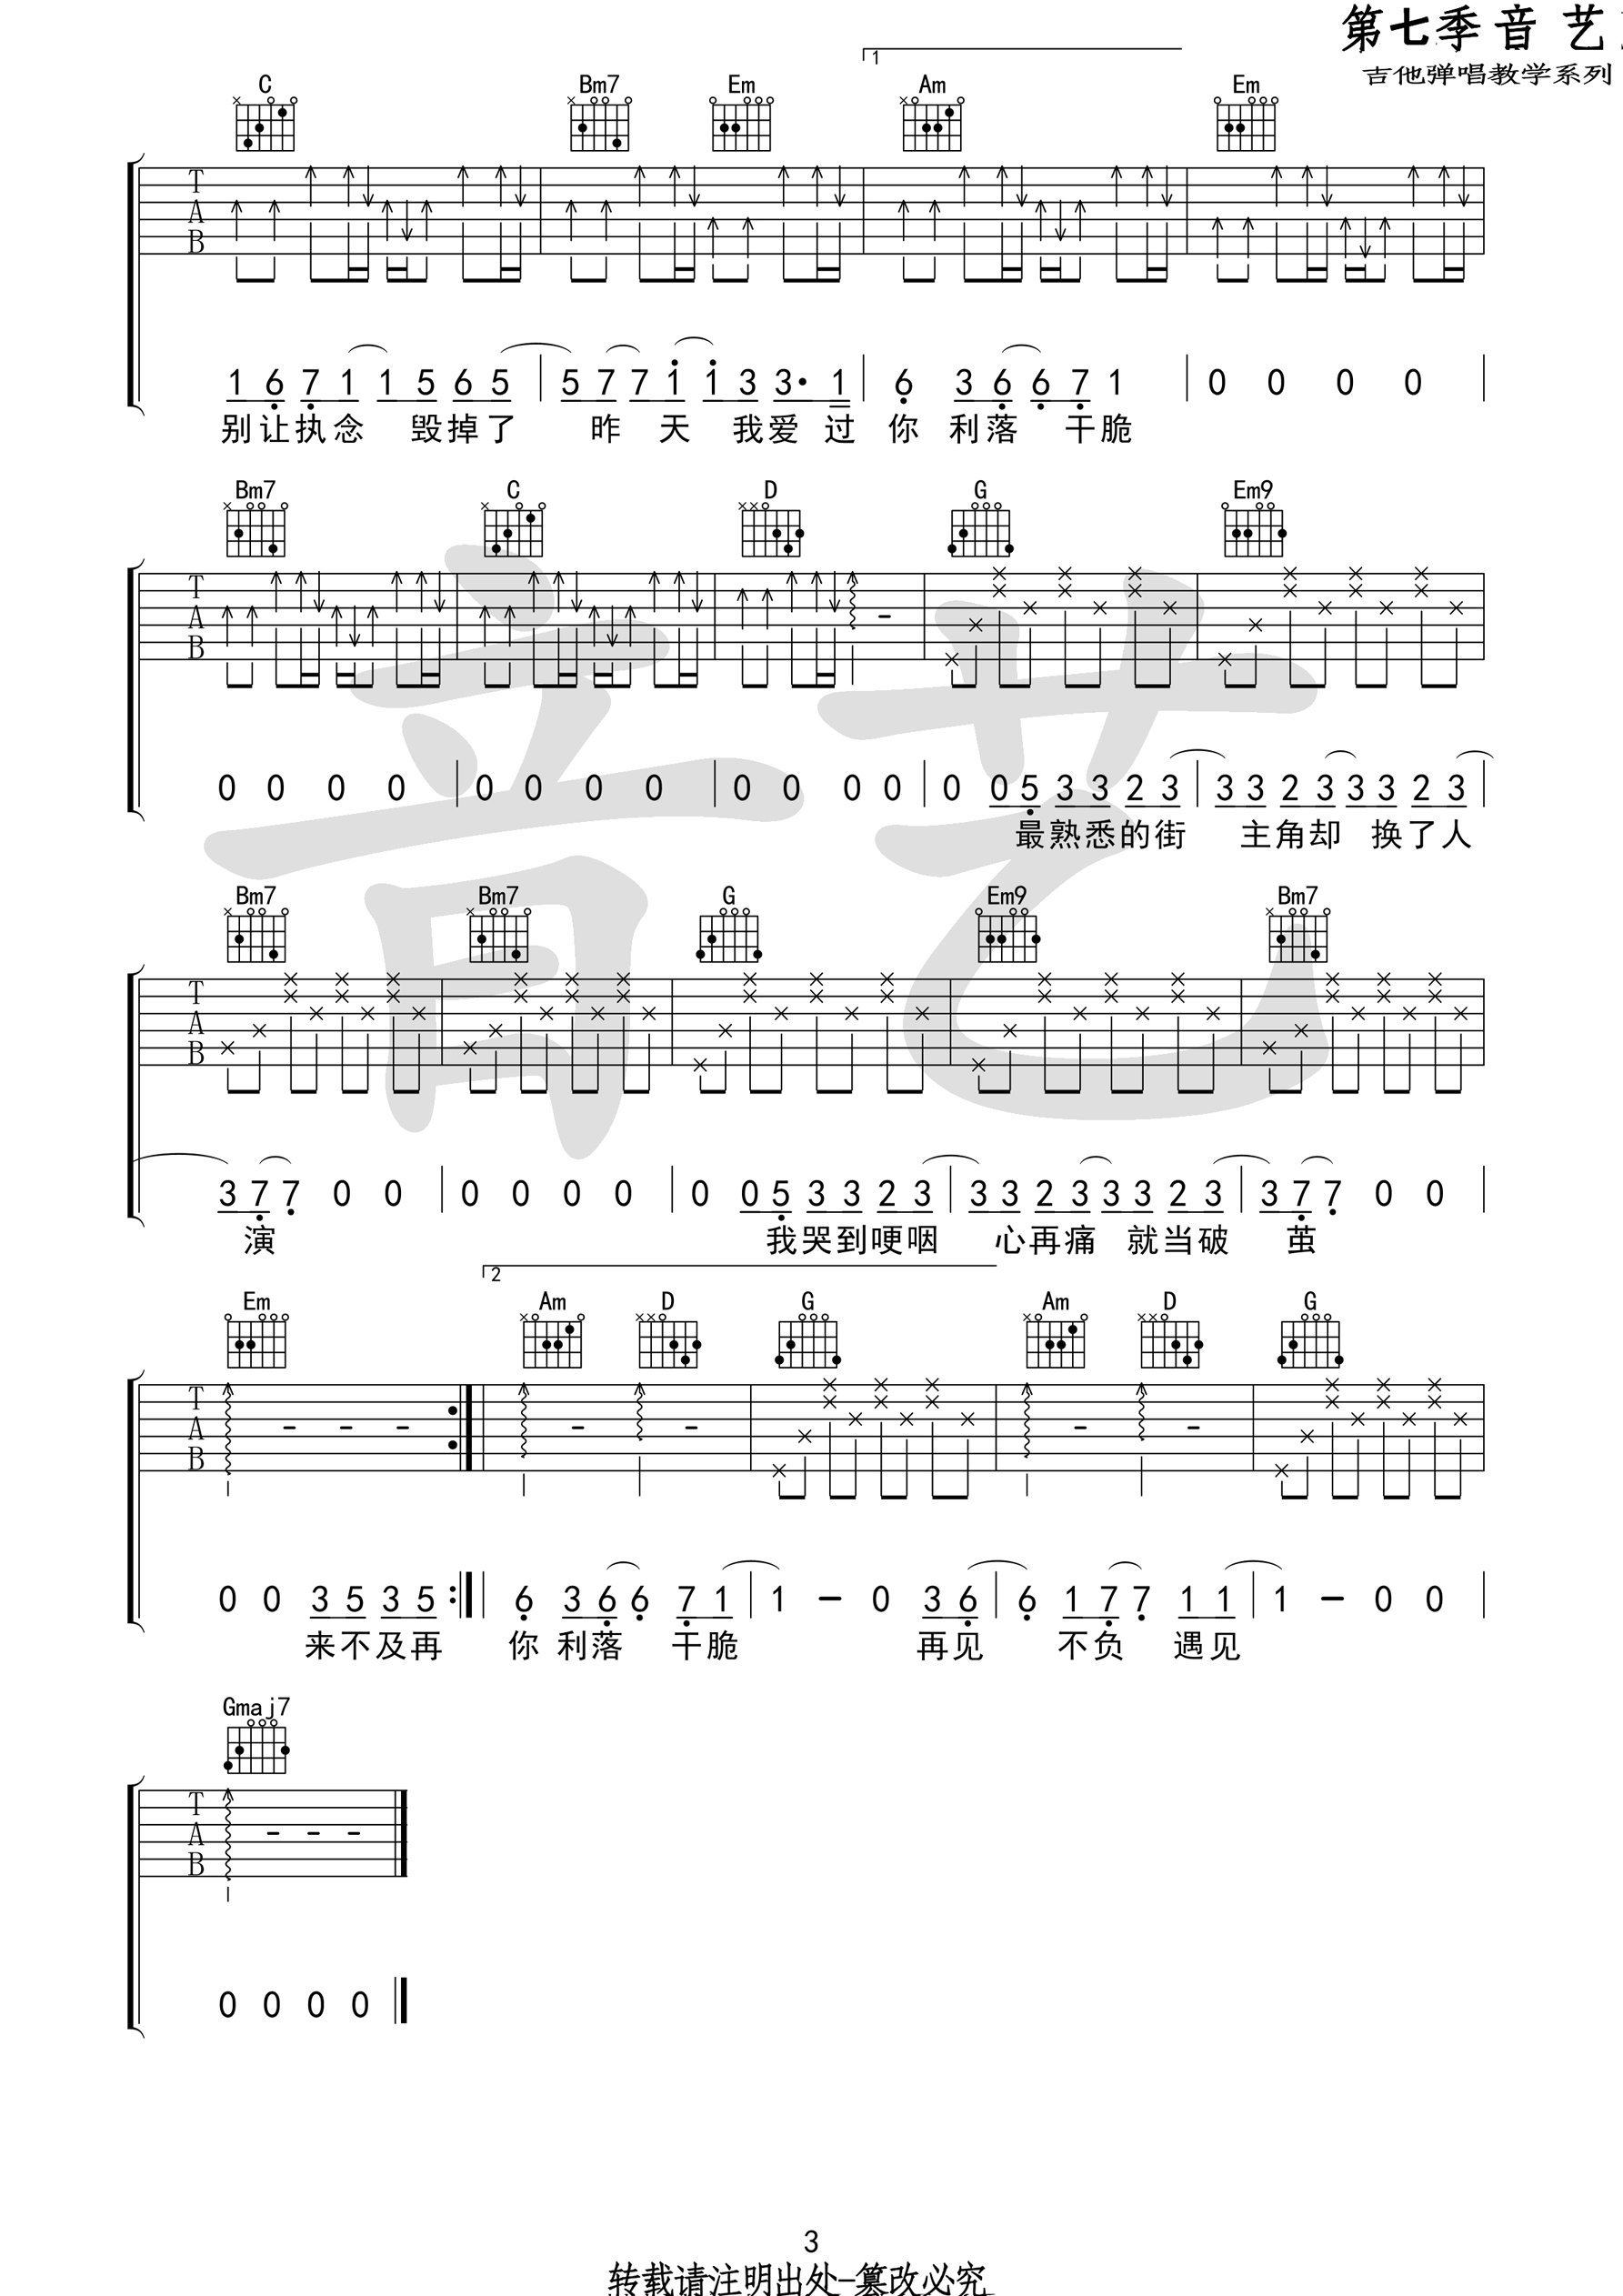 第七季音 艺
吉他弹唱教学系列
1
C Bm7 Em Am Em
T
A
B
1 6 7 1 1 5 6 5 5 7 7 1 1 3 3· 1 6 3 6 6 7 1 0 0 0 0
别让执念 毁掉了 昨 天 我爱 过 你 利落 干脆
Bm7 C D G Em9
T
A
B
0 0 0 0 0 0 0 0 0 0 0 0 0 0 5 3 3 2 3 3 3 2 3 3 3 2 3
最熟悉的街 主角却 换了人
音艺
Bm7 Bm7 G Em9 Bm7
T
A
B
3 7 7 0 0 0 0 0 0 0 0 5 3 3 2 3 3 3 2 3 3 3 2 3 3 7 7 0 0
演 我哭到哽咽 心再痛 就当破 茧
2
Em Am D G Am D G
T
A
B
0 0 3 5 3 5 6 3 6 6 7 1 1 - 0 3 6 6 1 7 7 1 1 1 - 0 0
来不及再 你 利落 干脆 再见 不负 遇见
Gmaj7
T
A
B
0 0 0 0
3
转载请注明出处-篡改必究